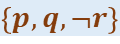 {p, q, ¬r}